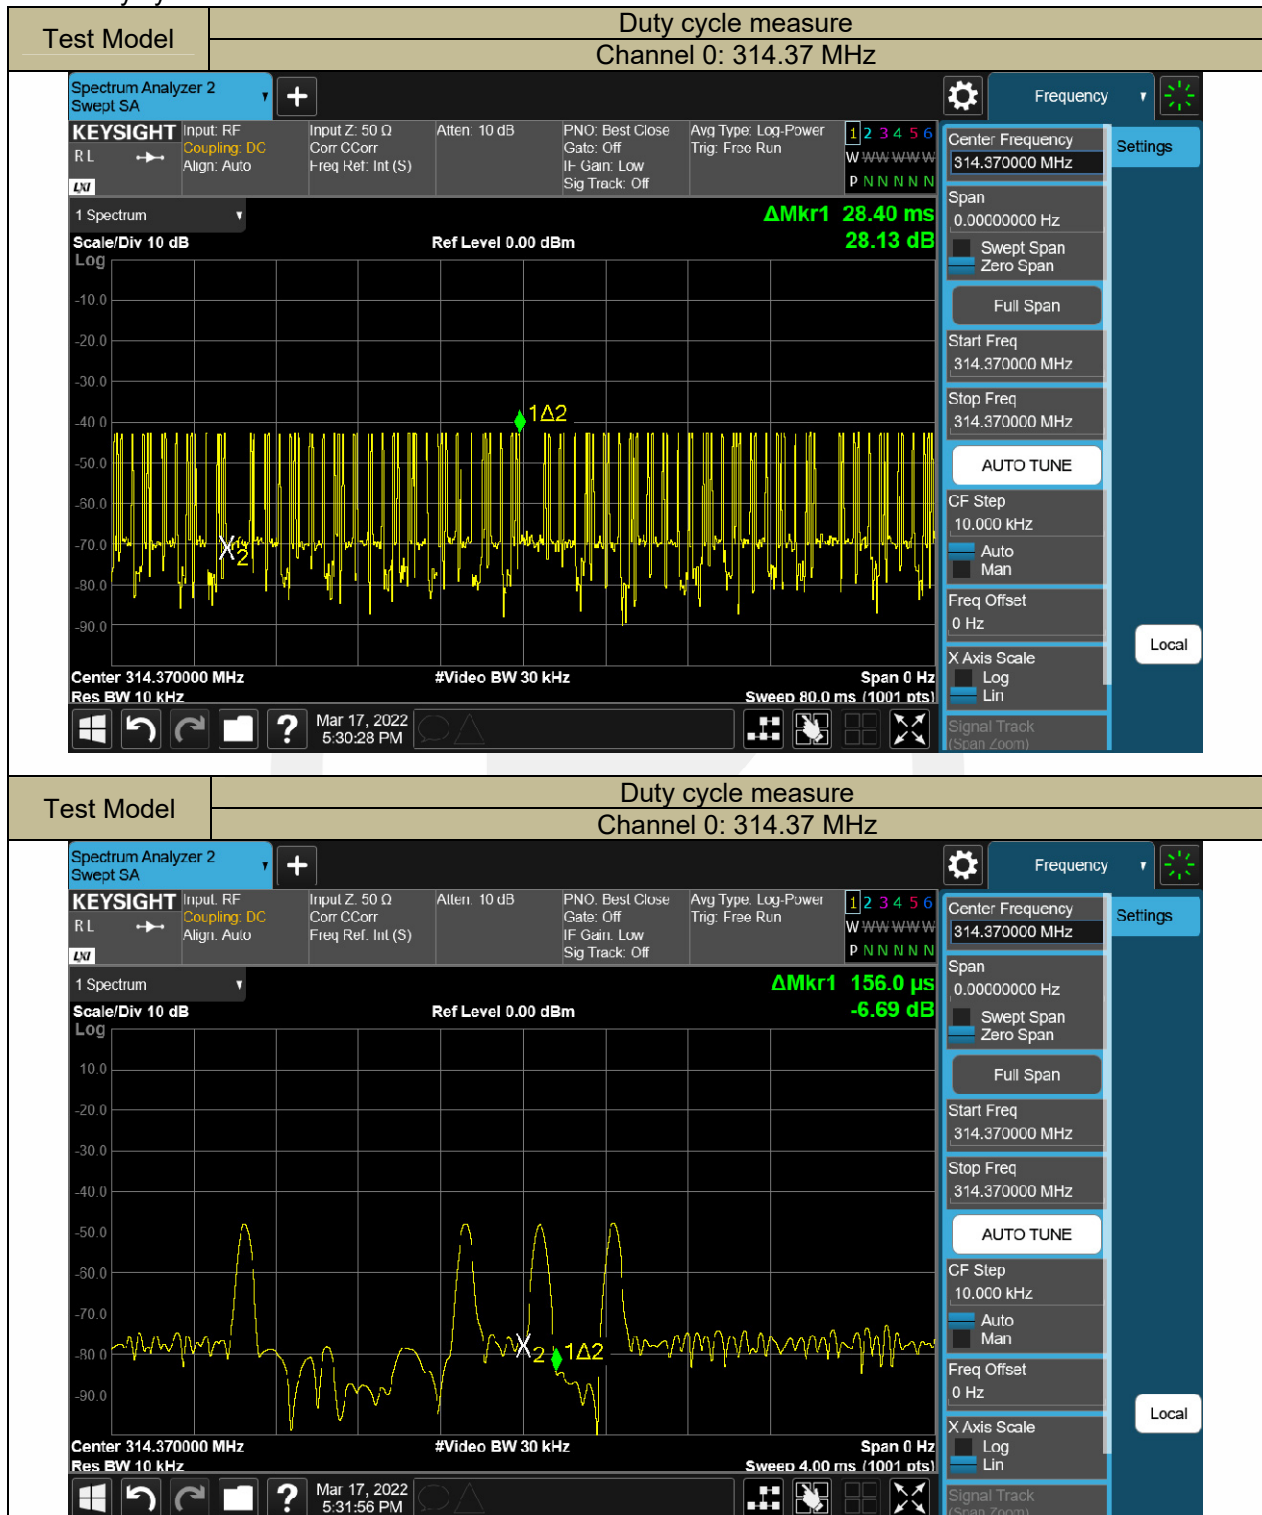 Test Model
Duty cycle measure
Channel 0: 314.37 MHz
Spectrum Analyzer 2
Swept SA
Frequency
KEYSIGHT
R L
LXI
Input: RF
Coupling: DC
Align: Auto
Input Z: 50 Ω
Corr CCorr
Freq Ref: Int (S)
Atten: 10 dB
PNO: Best Close
Gate: Off
IF Gain: Low
Sig Track: Off
Avg Type: Log-Power
Trig: Free Run
1 2 3 4 5 6
W W W W W W
P N N N N N
Center Frequency
314.370000 MHz
Settings
1 Spectrum
ΔMkr1 28.40 ms
28.13 dB
Scale/Div 10 dB
Ref Level 0.00 dBm
Log
-10.0
-20.0
-30.0
-40.0
-50.0
-60.0
-70.0
-80.0
-90.0
1Δ2
2
Span
0.00000000 Hz
Swept Span
Zero Span
Full Span
Start Freq
314.370000 MHz
Stop Freq
314.370000 MHz
AUTO TUNE
CF Step
10.000 kHz
Auto
Man
Freq Offset
0 Hz
X Axis Scale
Log
Lin
Signal Track
(Span Zoom)
Local
Center 314.370000 MHz
#Video BW 30 kHz
Span 0 Hz
Res BW 10 kHz
Sweep 80.0 ms (1001 pts)
?
Mar 17, 2022
5:30:28 PM
Test Model
Duty cycle measure
Channel 0: 314.37 MHz
Spectrum Analyzer 2
Swept SA
Frequency
KEYSIGHT
R L
LXI
Input: RF
Coupling: DC
Align: Auto
Input Z: 50 Ω
Corr CCorr
Freq Ref: Int (S)
Atten: 10 dB
PNO: Best Close
Gate: Off
IF Gain: Low
Sig Track: Off
Avg Type: Log-Power
Trig: Free Run
1 2 3 4 5 6
W W W W W W
P N N N N N
Center Frequency
314.370000 MHz
Settings
1 Spectrum
ΔMkr1 156.0 µs
-6.69 dB
Scale/Div 10 dB
Ref Level 0.00 dBm
Log
10.0
-20.0
-30.0
-40.0
-50.0
-60.0
-70.0
-80.0
-90.0
2
1Δ2
Span
0.00000000 Hz
Swept Span
Zero Span
Full Span
Start Freq
314.370000 MHz
Stop Freq
314.370000 MHz
AUTO TUNE
CF Step
10.000 kHz
Auto
Man
Freq Offset
0 Hz
X Axis Scale
Log
Lin
Signal Track
(Span Zoom)
Local
Center 314.370000 MHz
#Video BW 30 kHz
Span 0 Hz
Res BW 10 kHz
Sweep 4.00 ms (1001 pts)
?
Mar 17, 2022
5:31:56 PM